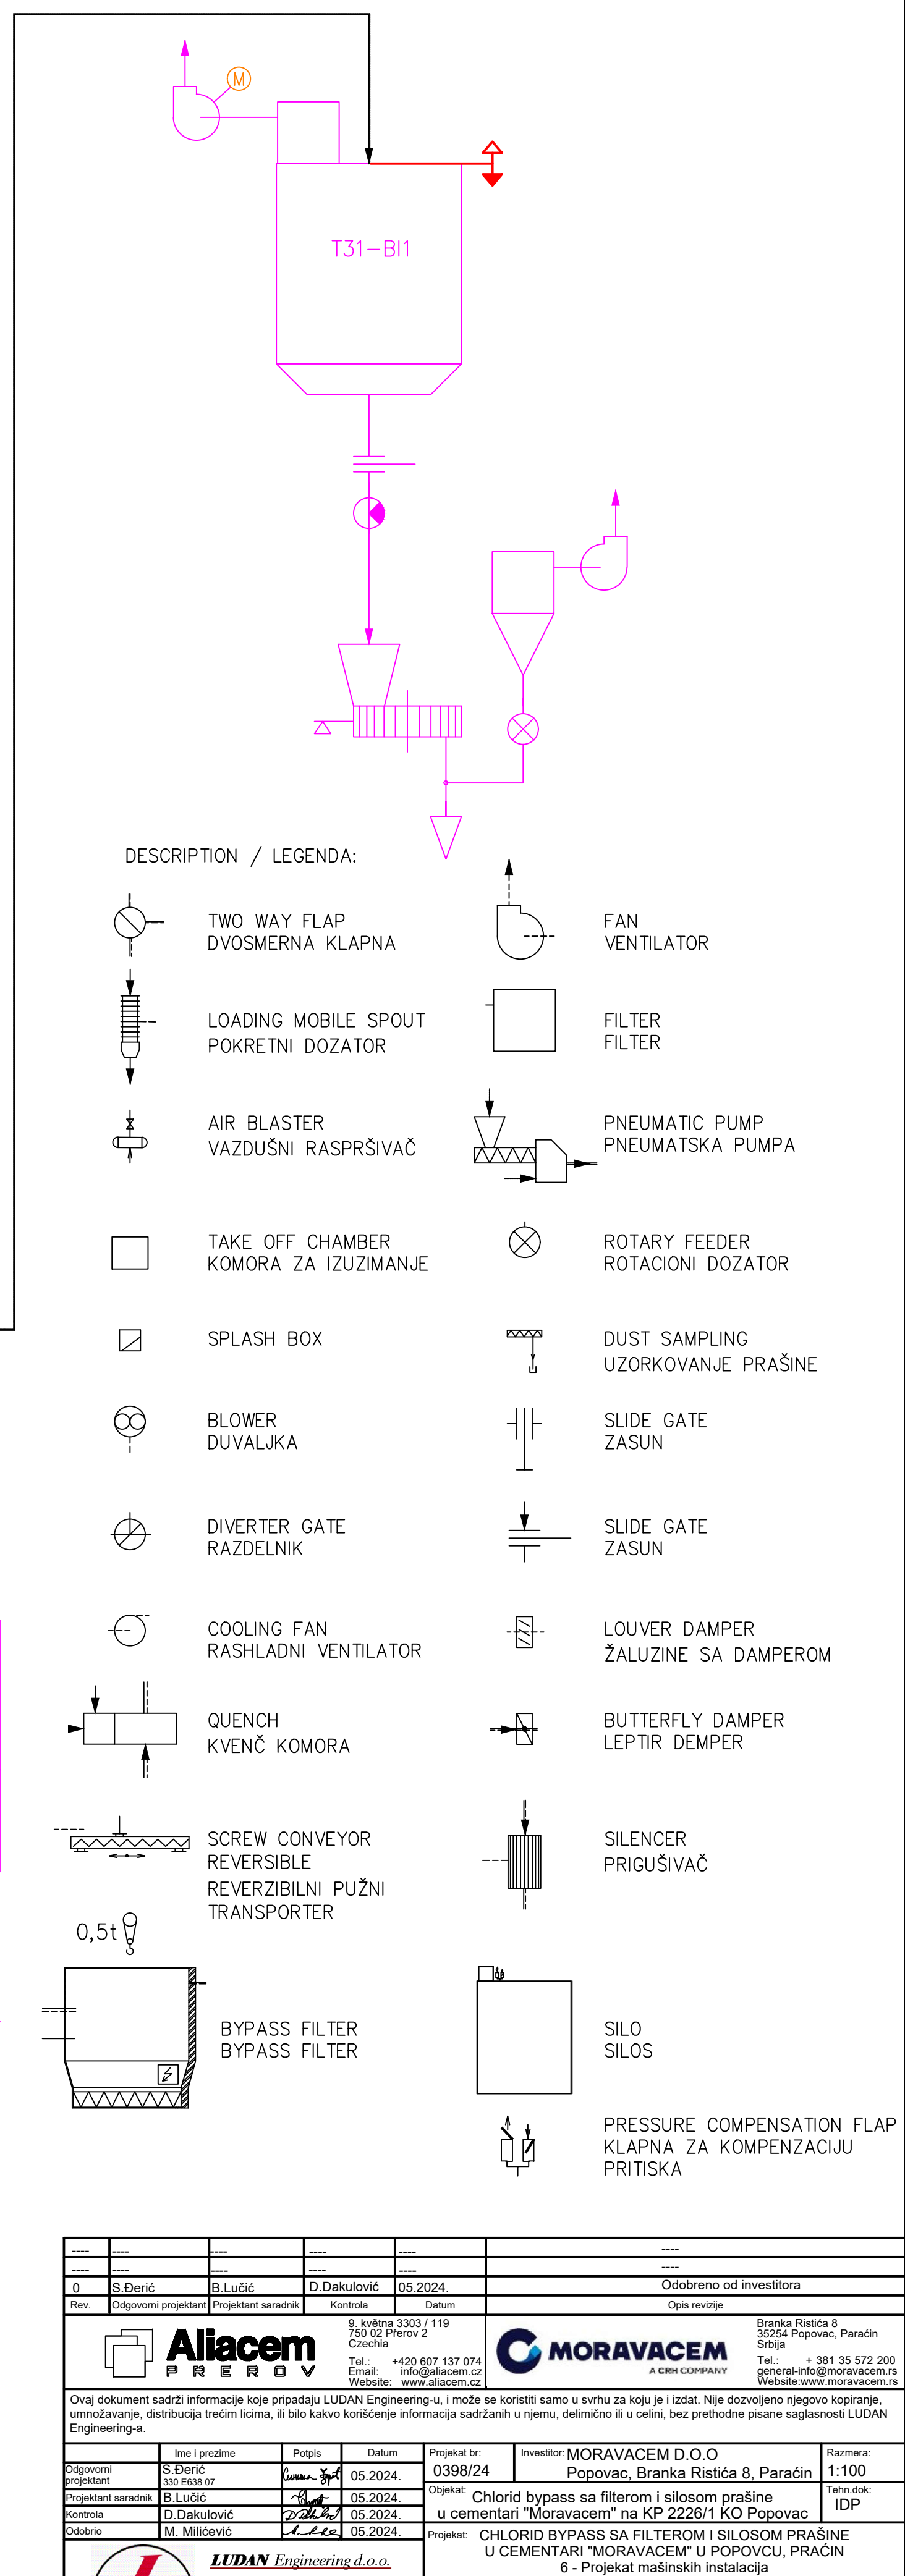 M
T31-BI1
DESCRIPTION / LEGENDA:
TWO WAY FLAP
DVOSMERNA KLAPNA
FAN
VENTILATOR
LOADING MOBILE SPOUT
POKRETNI DOZATOR
FILTER
FILTER
AIR BLASTER
VAZDUŠNI RASPRŠIVAČ
PNEUMATIC PUMP
PNEUMATSKA PUMPA
TAKE OFF CHAMBER
KOMORA ZA IZUZIMANJE
ROTARY FEEDER
ROTACIONI DOZATOR
SPLASH BOX
DUST SAMPLING
UZORKOVANJE PRAŠINE
BLOWER
DUVALJKA
SLIDE GATE
ZASUN
DIVERTER GATE
RAZDELNIK
SLIDE GATE
ZASUN
COOLING FAN
RASHLADNI VENTILATOR
LOUVER DAMPER
ŽALUZINE SA DAMPEROM
QUENCH
KVENČ KOMORA
BUTTERFLY DAMPER
LEPTIR DEMPER
SCREW CONVEYOR
REVERSIBLE
REVERZIBILNI PUŽNI
TRANSPORTER
SILENCER
PRIGUŠIVAČ
0,5t
BYPASS FILTER
BYPASS FILTER
SILO
SILOS
PRESSURE COMPENSATION FLAP
KLAPNA ZA KOMPENZACIJU
PRITISKA
---- ---- ---- ---- ---- ----
---- ---- ---- ---- ---- ----
0 S.Đerić B.Lučić D.Dakulović 05.2024. Odobreno od investitora
Rev. Odgovorni projektant Projektant saradnik Kontrola Datum Opis revizije
Aliacem
PREROV
9. května 3303 / 119
750 02 Přerov 2
Czechia
Tel.: +420 607 137 074
Email: info@aliacem.cz
Website: www.aliacem.cz
MORAVACEM
A CRH COMPANY
Branka Ristića 8
35254 Popovac, Paraćin
Srbija
Tel.: + 381 35 572 200
general-info@moravacem.rs
Website:www.moravacem.rs
Ovaj dokument sadrži informacije koje pripadaju LUDAN Engineering-u, i može se koristiti samo u svrhu za koju je i izdat. Nije dozvoljeno njegovo kopiranje,
umnožavanje, distribucija trećim licima, ili bilo kakvo korišćenje informacija sadržanih u njemu, delimično ili u celini, bez prethodne pisane saglasnosti LUDAN
Engineering-a.
Ime i prezime Potpis Datum
Odgovorni
projektant
S.Đerić
330 E638 07
05.2024.
Projektant saradnik B.Lučić 05.2024.
Kontrola D.Dakulović 05.2024.
Odobrio M. Milićević 05.2024.
Projekat br:
0398/24
Investitor: MORAVACEM D.O.O
Popovac, Branka Ristića 8, Paraćin
Razmera:
1:100
Objekat: Chlorid bypass sa filterom i silosom prašine
u cementari "Moravacem" na KP 2226/1 KO Popovac
Tehn.dok:
IDP
LUDAN Engineering d.o.o.
Projekat: CHLORID BYPASS SA FILTEROM I SILOSOM PRAŠINE
U CEMENTARI "MORAVACEM" U POPOVCU, PRAĆIN
6 - Projekat mašinskih instalacija